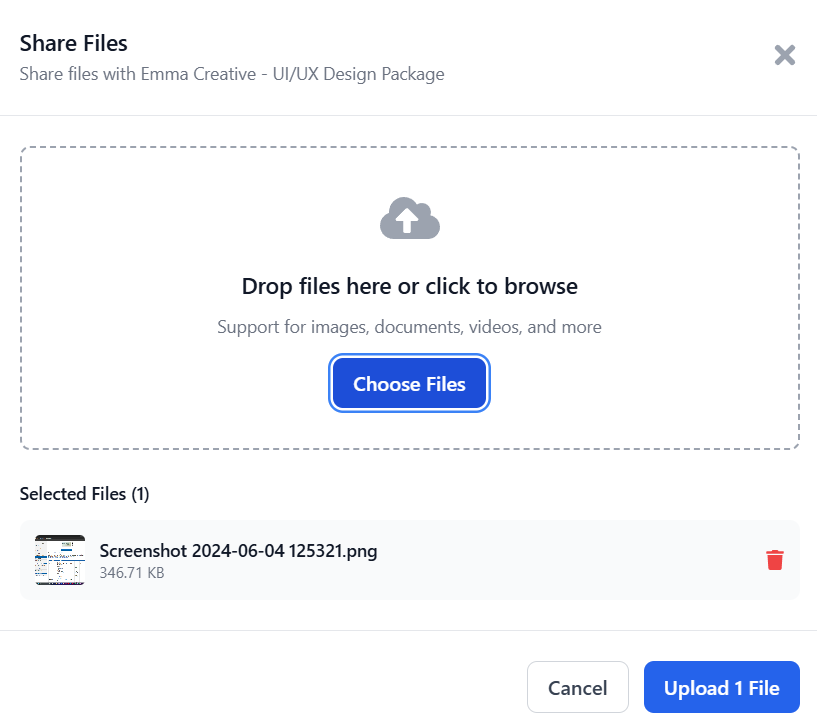 Share Files
Share files with Emma Creative - UI/UX Design Package
Drop files here or click to browse
Support for images, documents, videos, and more
Choose Files
Selected Files (1)
Screenshot 2024-06-04 125321.png
346.71 KB
Cancel
Upload 1 File